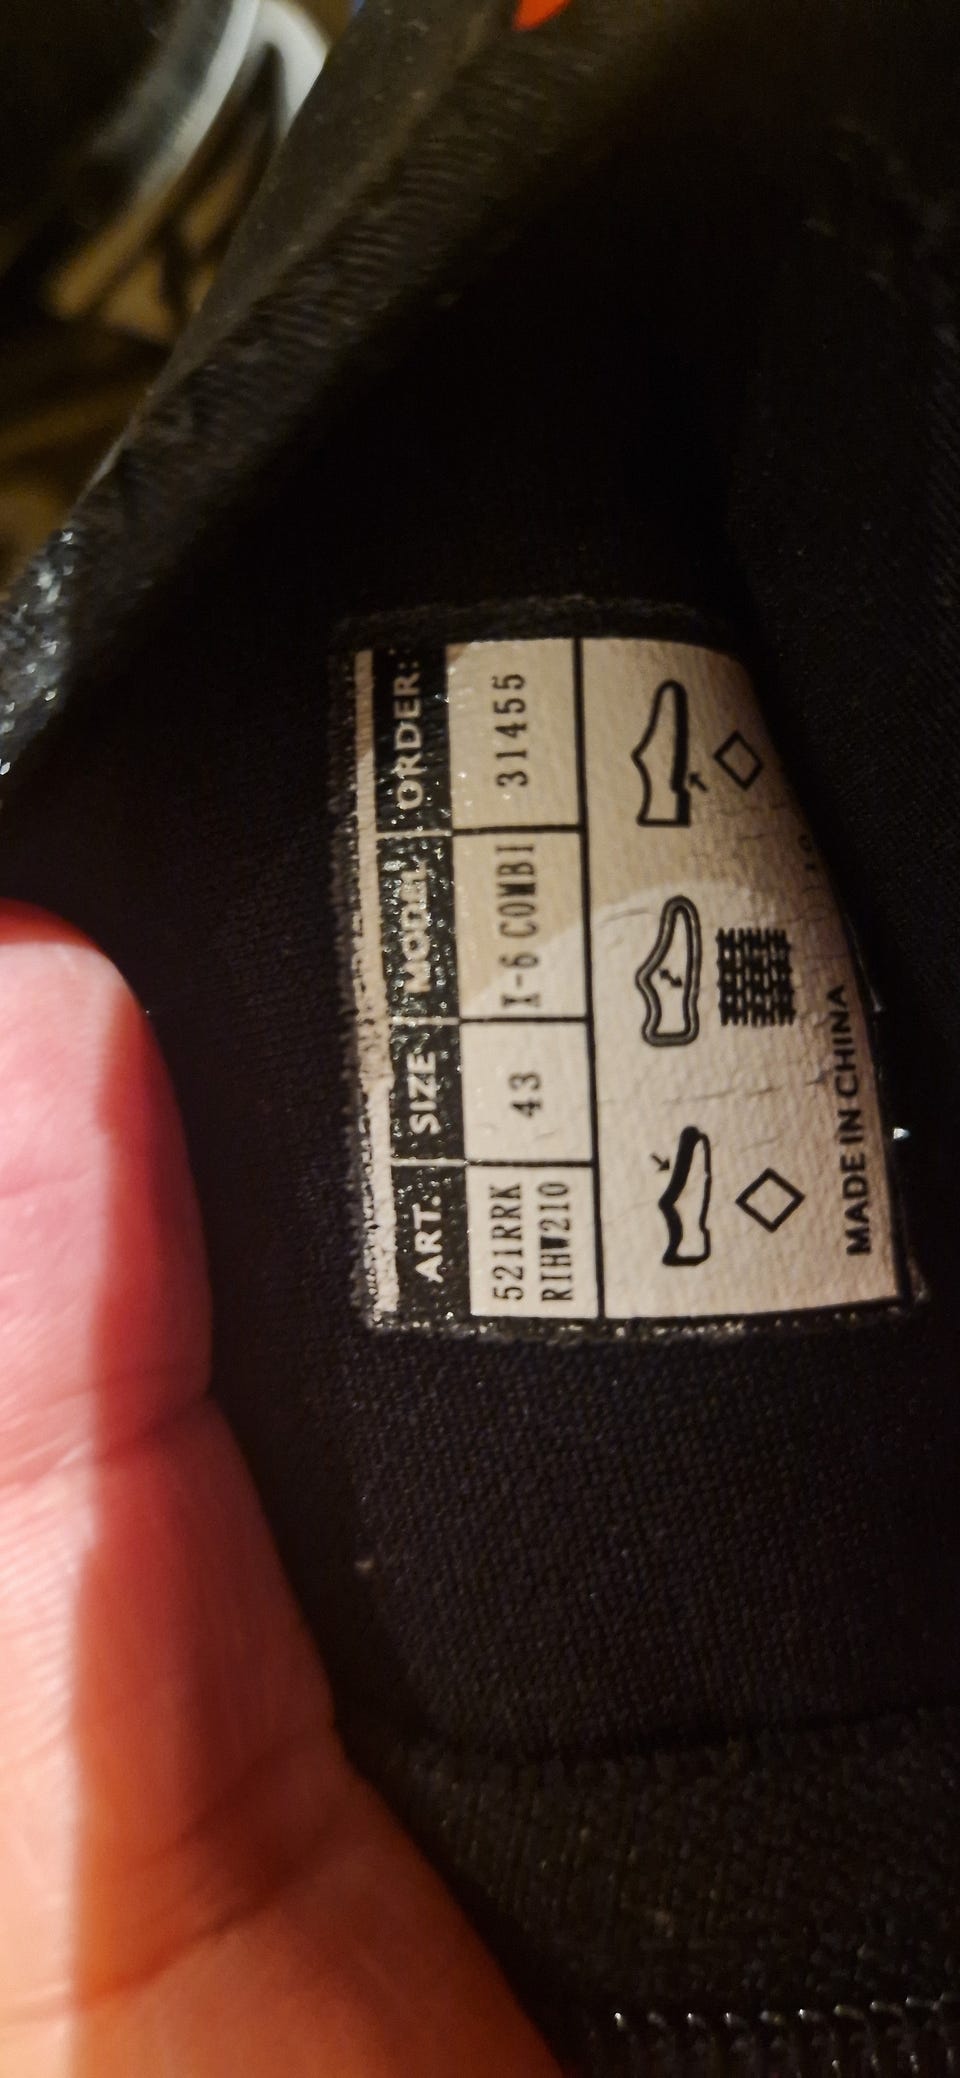 ART. SIZE MODEL ORDER:
521RRK 43 X-6 COMBI 31455
RIHW210
MADE IN CHINA